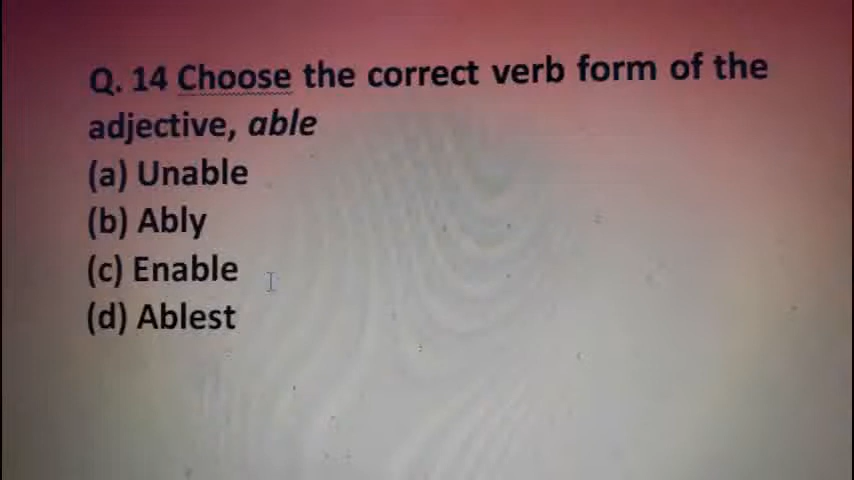 Q. 14 Choose the correct verb form of the
adjective, able
(a) Unable
(b) Ably
(c) Enable
(d) Ablest